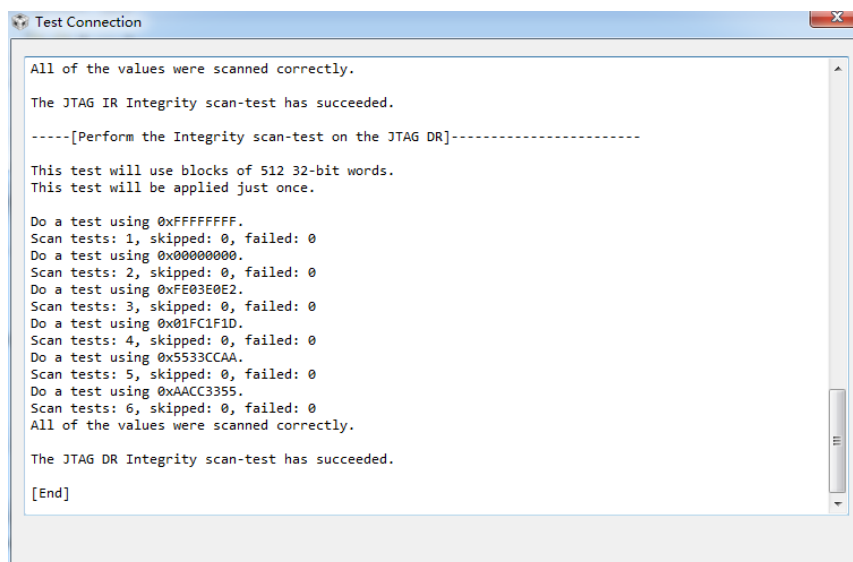 Test Connection
All of the values were scanned correctly.
The JTAG IR Integrity scan-test has succeeded.
-----[Perform the Integrity scan-test on the JTAG DR]------------------------
This test will use blocks of 512 32-bit words.
This test will be applied just once.
Do a test using 0xFFFFFFFF.
Scan tests: 1, skipped: 0, failed: 0
Do a test using 0x00000000.
Scan tests: 2, skipped: 0, failed: 0
Do a test using 0xFE03E0E2.
Scan tests: 3, skipped: 0, failed: 0
Do a test using 0x01FC1F1D.
Scan tests: 4, skipped: 0, failed: 0
Do a test using 0x5533CCAA.
Scan tests: 5, skipped: 0, failed: 0
Do a test using 0xAACC3355.
Scan tests: 6, skipped: 0, failed: 0
All of the values were scanned correctly.
The JTAG DR Integrity scan-test has succeeded.
[End]